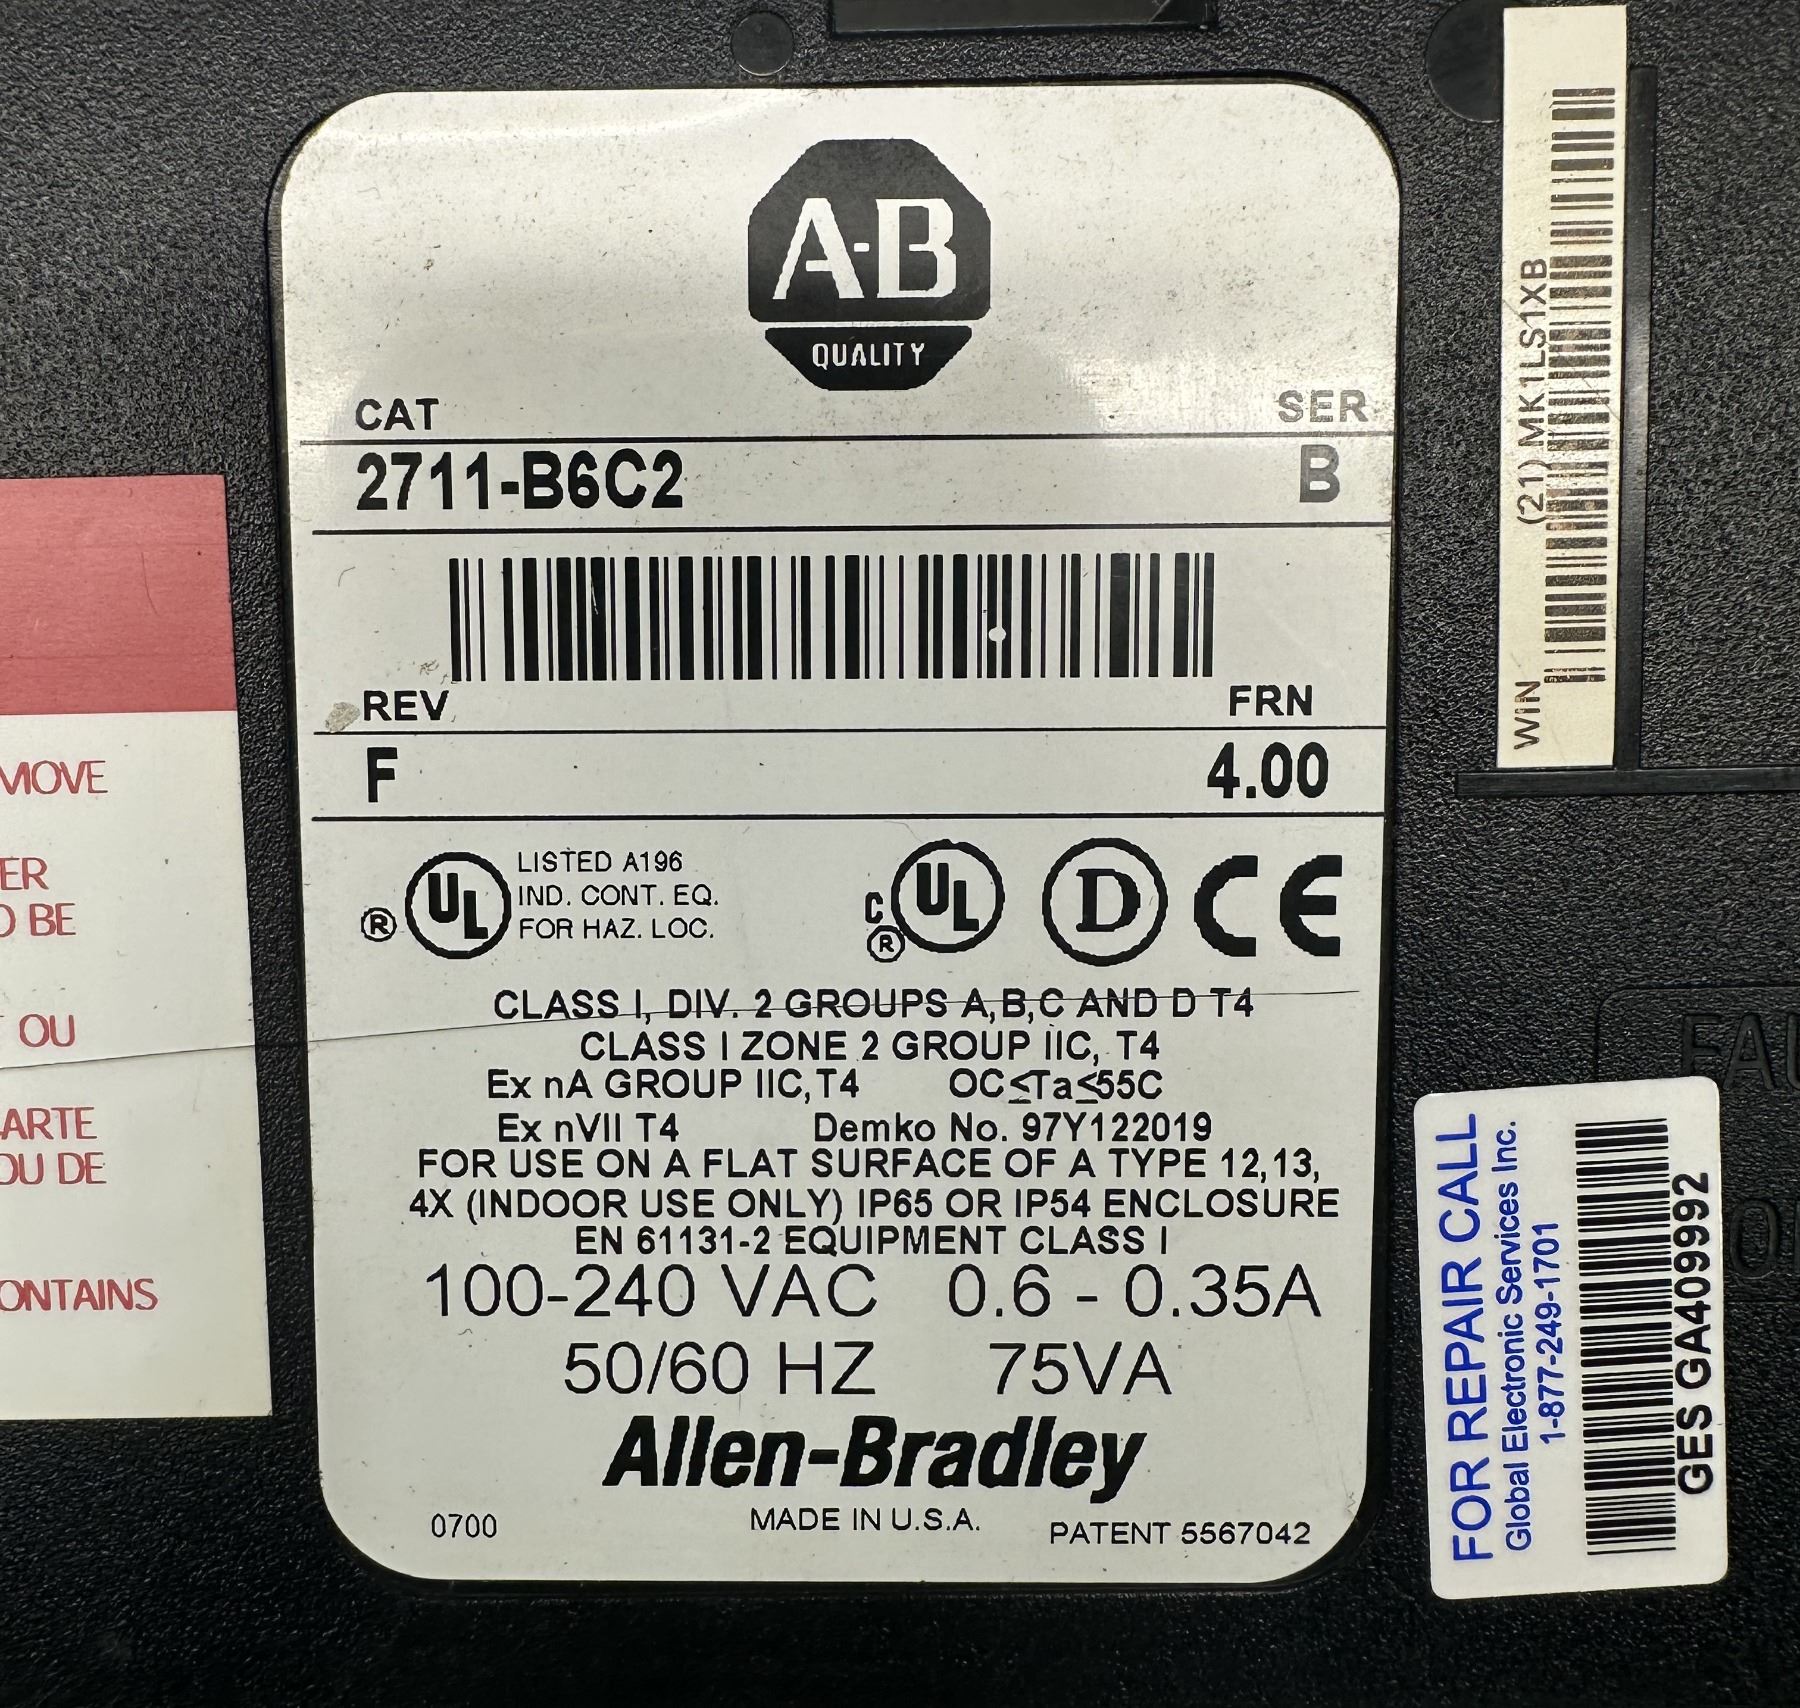 A-B
QUALITY
CAT SER
2711-B6C2 B
REV FRN
F 4.00
® UL LISTED A196
IND. CONT. EQ.
FOR HAZ. LOC.
C UL ® D CE
CLASS I, DIV. 2 GROUPS A,B,C AND D T4
CLASS I ZONE 2 GROUP IIC, T4
Ex nA GROUP IIC,T4 OC≤Ta≤55C
Ex nVII T4 Demko No. 97Y122019
FOR USE ON A FLAT SURFACE OF A TYPE 12,13,
4X (INDOOR USE ONLY) IP65 OR IP54 ENCLOSURE
EN 61131-2 EQUIPMENT CLASS I
100-240 VAC 0.6 - 0.35A
50/60 HZ 75VA
Allen-Bradley
0700 MADE IN U.S.A. PATENT 5567042
MOVE
ER
O BE
OU
ARTE
OU DE
ONTAINS
WIN (21) MK1LS1XB
FOR REPAIR CALL
Global Electronic Services Inc.
1-877-249-1701
GES GA409992
FAU